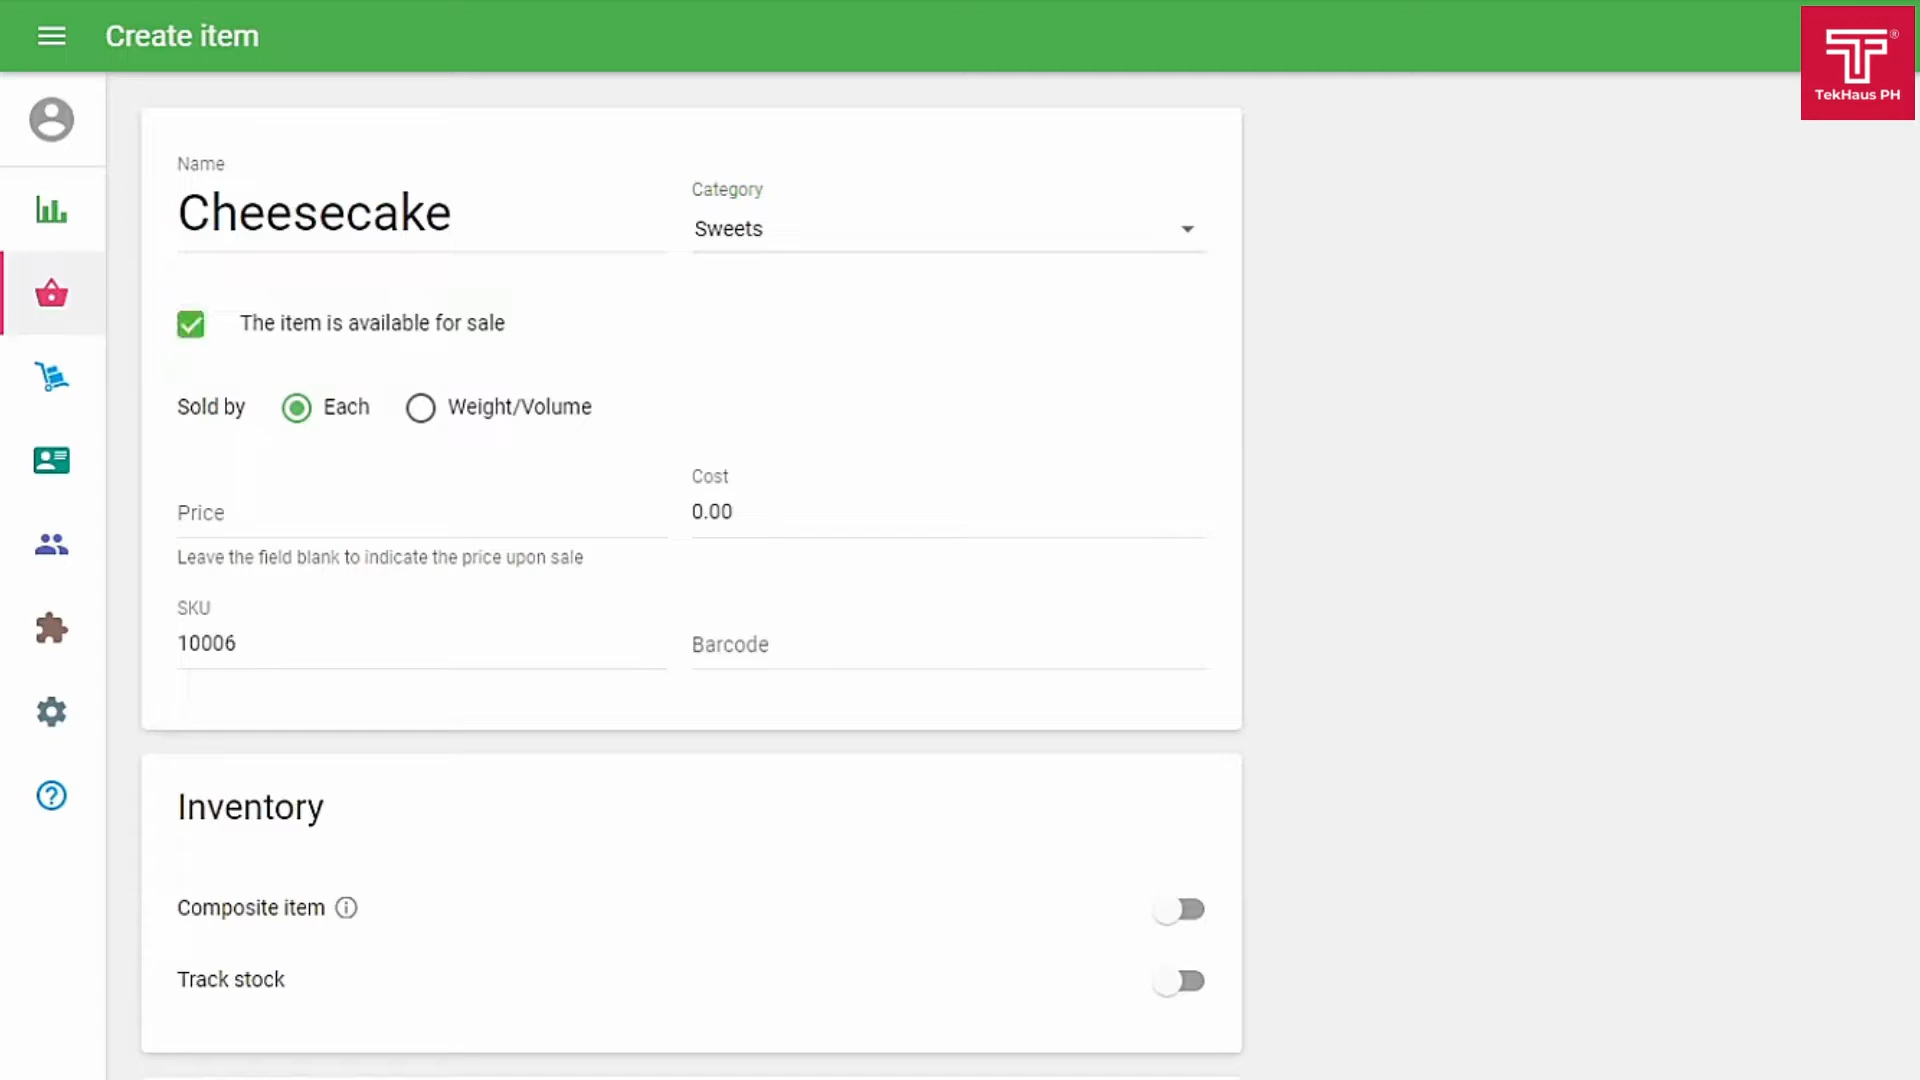 Create item
TekHaus PH
Name
Cheesecake
Category
Sweets
The item is available for sale
Sold by
Each
Weight/Volume
Price
Cost
0.00
Leave the field blank to indicate the price upon sale
SKU
10006
Barcode
Inventory
Composite item
Track stock